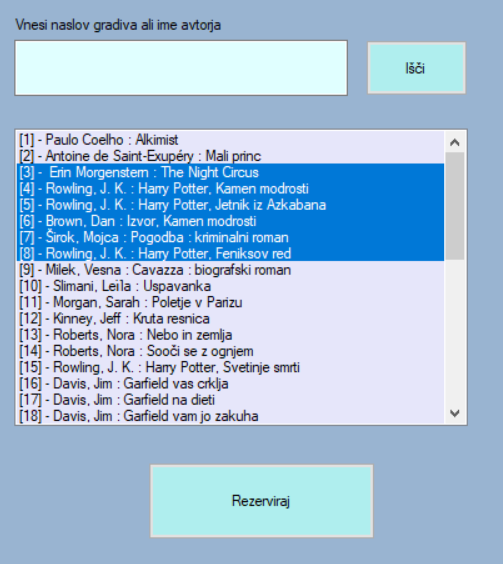 Vnesi naslov gradiva ali ime avtorja
Išči
[1] - Paulo Coelho : Alkimist
[2] - Antoine de Saint-Exupéry : Mali princ
[3] -  Erin Morgenstern : The Night Circus
[4] - Rowling, J. K. : Harry Potter, Kamen modrosti
[5] - Rowling, J. K. : Harry Potter, Jetnik iz Azkabana
[6] - Brown, Dan : Izvor, Kamen modrosti
[7] - Širok, Mojca : Pogodba : kriminalni roman
[8] - Rowling, J. K. : Harry Potter, Feniksov red
[9] - Milek, Vesna : Cavazza : biografski roman
[10] - Slimani, Leïla : Uspavanka
[11] - Morgan, Sarah : Poletje v Parizu
[12] - Kinney, Jeff : Kruta resnica
[13] - Roberts, Nora : Nebo in zemlja
[14] - Roberts, Nora : Sooči se z ognjem
[15] - Rowling, J. K. : Harry Potter, Svetinje smrti
[16] - Davis, Jim : Garfield vas crklja
[17] - Davis, Jim : Garfield na dieti
[18] - Davis, Jim : Garfield vam jo zakuha
Rezerviraj